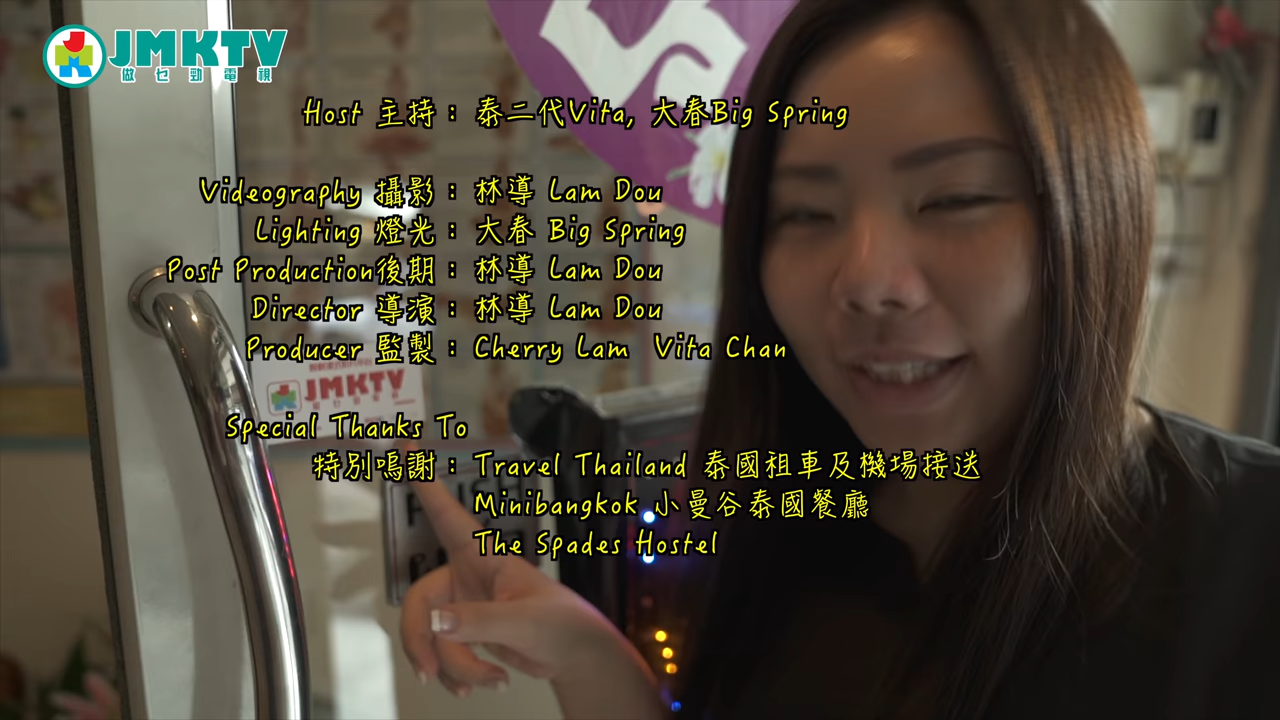 JMKTV
做乜勁電視
Host 主持： 泰二代Vita, 大春Big Spring
Videography 攝影： 林導 Lam Dou
Lighting 燈光： 大春 Big Spring
Post Production後期： 林導 Lam Dou
Director 導演： 林導 Lam Dou
Producer 監製： Cherry Lam  Vita Chan
JMKTV
Special Thanks To
特別鳴謝： Travel Thailand 泰國租車及機場接送
Minibangkok 小曼谷泰國餐廳
The Spades Hostel